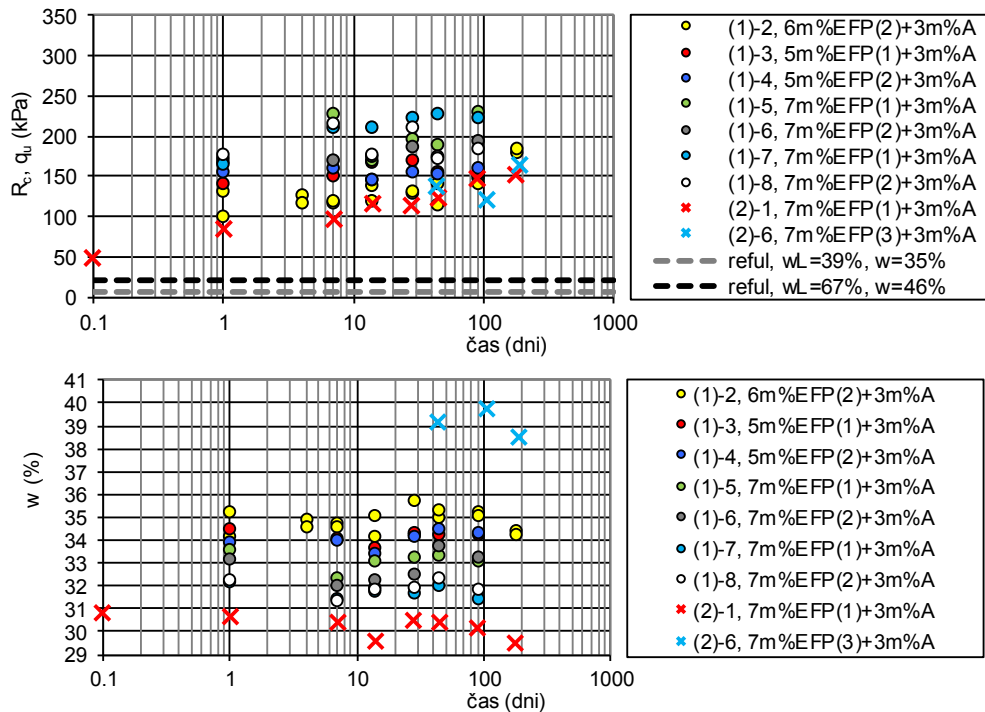 R_c, q_u (kPa)
350
300
250
200
150
100
50
0
0.1 1 10 100 1000
čas (dni)
(1)-2, 6m%EFP(2)+3m%A
(1)-3, 5m%EFP(1)+3m%A
(1)-4, 5m%EFP(2)+3m%A
(1)-5, 7m%EFP(1)+3m%A
(1)-6, 7m%EFP(2)+3m%A
(1)-7, 7m%EFP(1)+3m%A
(1)-8, 7m%EFP(2)+3m%A
(2)-1, 7m%EFP(1)+3m%A
(2)-6, 7m%EFP(3)+3m%A
reful, wL=39%, w=35%
reful, wL=67%, w=46%
w (%)
41
40
39
38
37
36
35
34
33
32
31
30
29
0.1 1 10 100 1000
čas (dni)
(1)-2, 6m%EFP(2)+3m%A
(1)-3, 5m%EFP(1)+3m%A
(1)-4, 5m%EFP(2)+3m%A
(1)-5, 7m%EFP(1)+3m%A
(1)-6, 7m%EFP(2)+3m%A
(1)-7, 7m%EFP(1)+3m%A
(1)-8, 7m%EFP(2)+3m%A
(2)-1, 7m%EFP(1)+3m%A
(2)-6, 7m%EFP(3)+3m%A